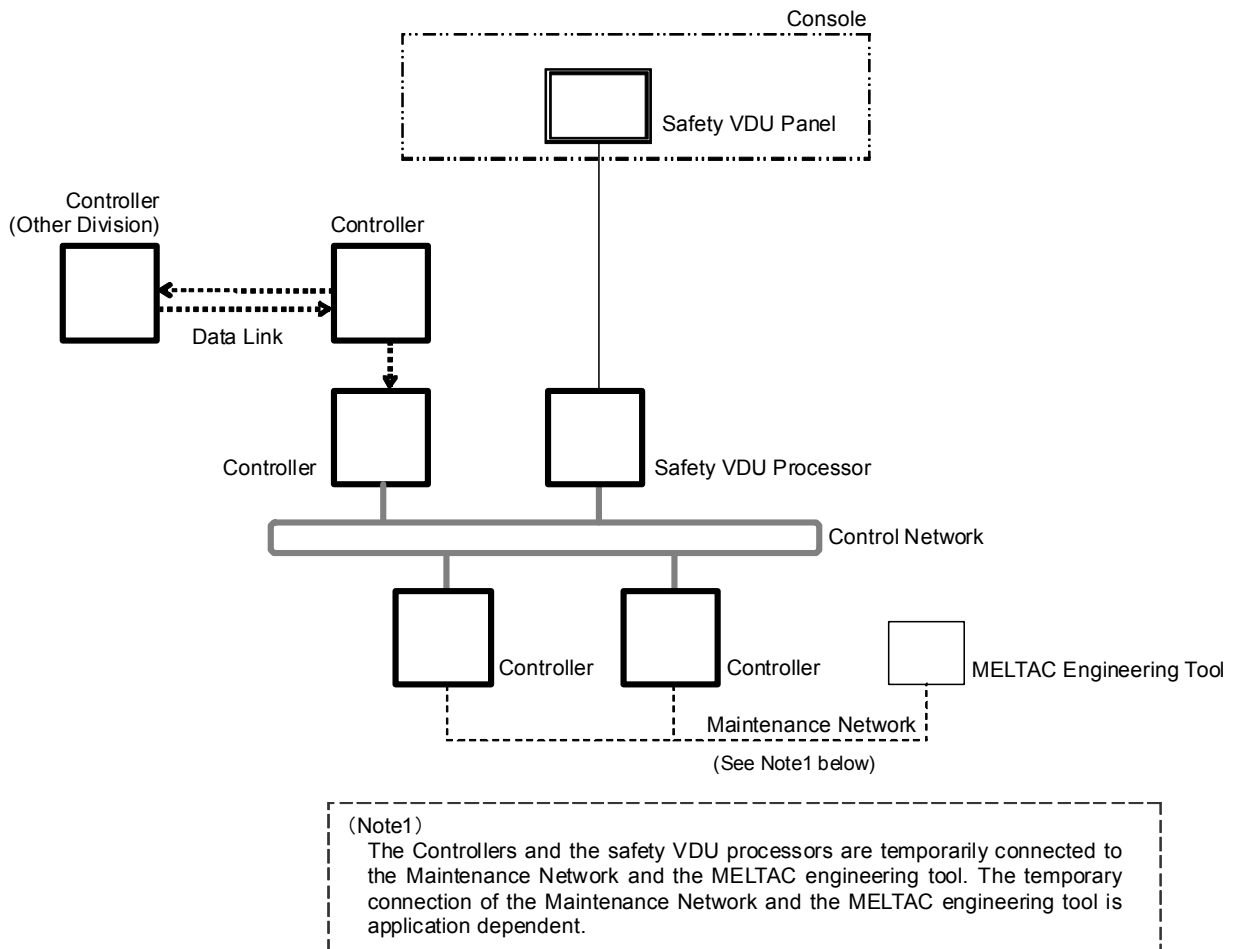 Console
Safety VDU Panel
Controller
(Other Division)
Controller
Data Link
Controller
Safety VDU Processor
Control Network
Controller
Controller
MELTAC Engineering Tool
Maintenance Network
(See Note1 below)
（Note1）
The Controllers and the safety VDU processors are temporarily connected to
the Maintenance Network and the MELTAC engineering tool. The temporary
connection of the Maintenance Network and the MELTAC engineering tool is
application dependent.